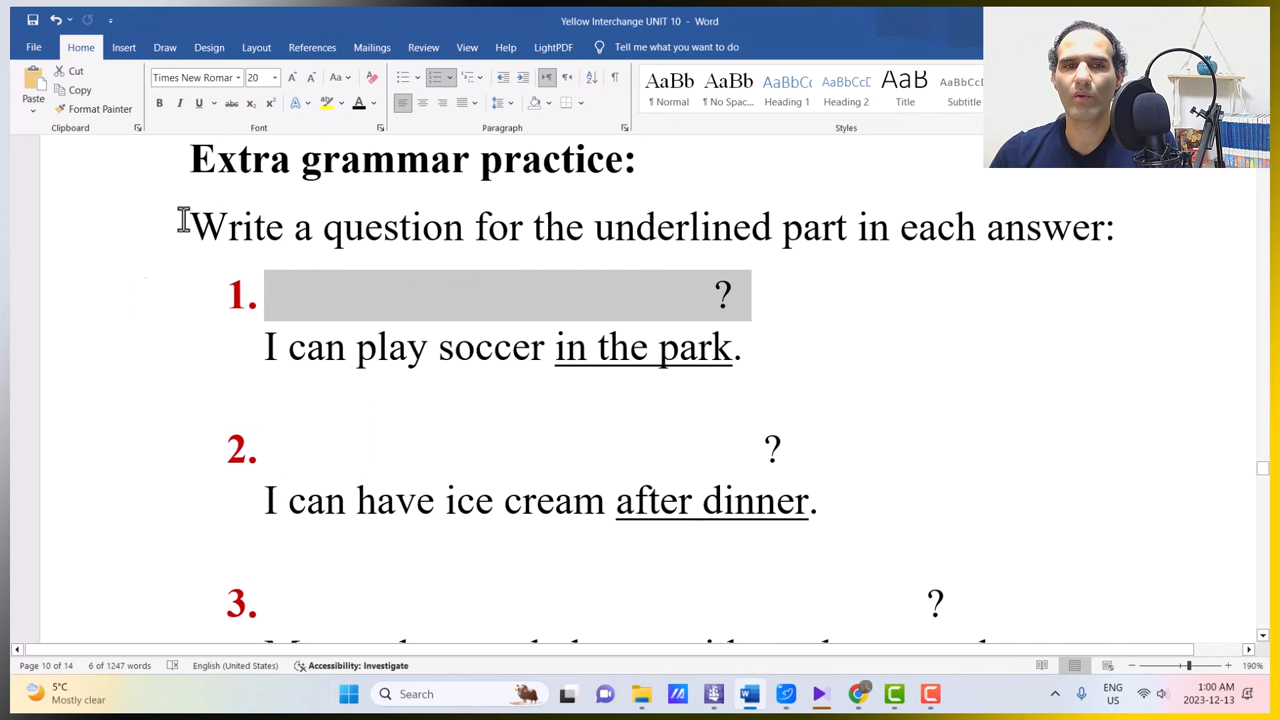 Yellow Interchange UNIT 10 - Word
File Home Insert Draw Design Layout References Mailings Review View Help LightPDF Tell me what you want to do
Paste Cut Copy Format Painter
Times New Romar 20
AaBb AaBb AaBbCc AaBbCcD AaB AaBbCcD
¶ Normal ¶ No Spac... Heading 1 Heading 2 Title Subtitle
Clipboard Font Paragraph Styles
Extra grammar practice:
Write a question for the underlined part in each answer:
1. ?
I can play soccer in the park.
2. ?
I can have ice cream after dinner.
3. ?
Page 10 of 14 6 of 1247 words English (United States) Accessibility: Investigate 190%
5°C
Mostly clear
Search
ENG
US
1:00 AM
2023-12-13